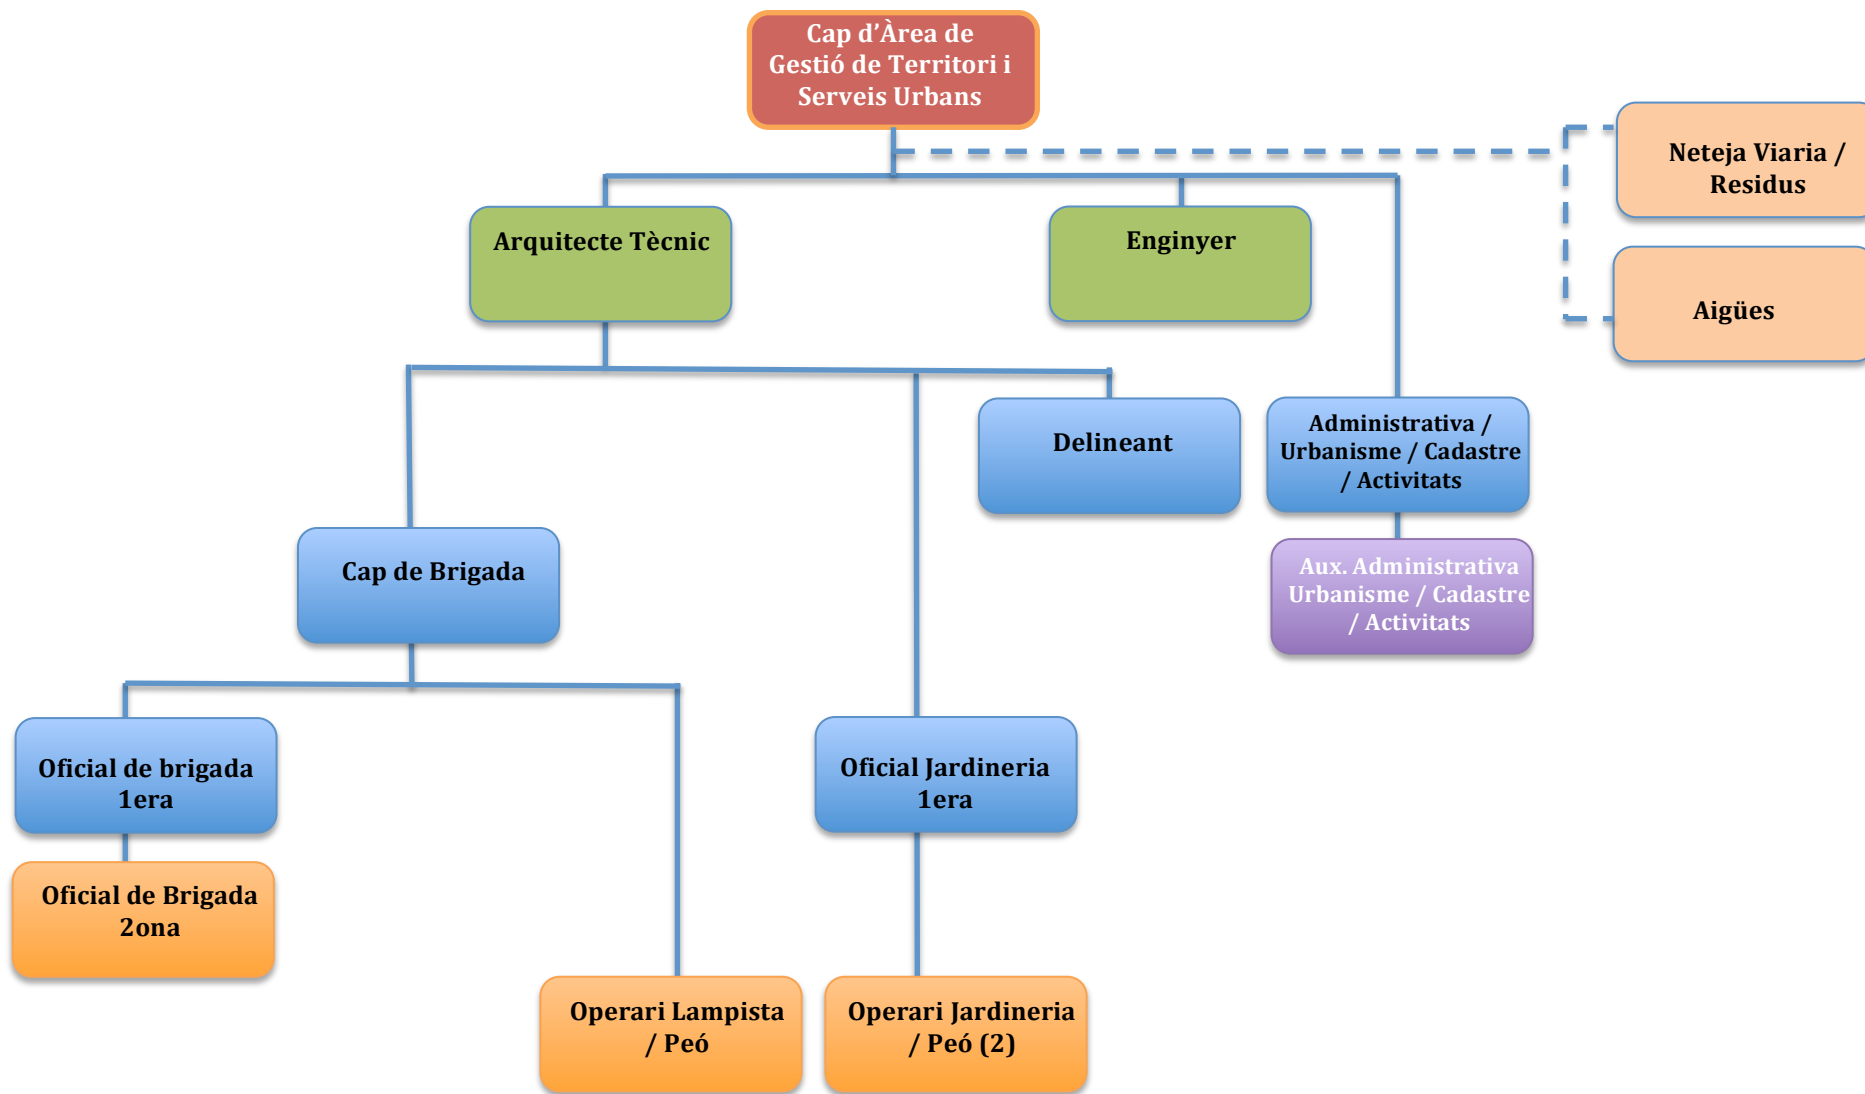 Cap d’Àrea de
Gestió de Territori i
Serveis Urbans
Neteja Viaria /
Residus
Arquitecte Tècnic
Enginyer
Aigües
Delineant
Administrativa /
Urbanisme / Cadastre
/ Activitats
Cap de Brigada
Aux. Administrativa
Urbanisme / Cadastre
/ Activitats
Oficial de brigada
1era
Oficial Jardineria
1era
Oficial de Brigada
2ona
Operari Lampista
/ Peó
Operari Jardineria
/ Peó (2)